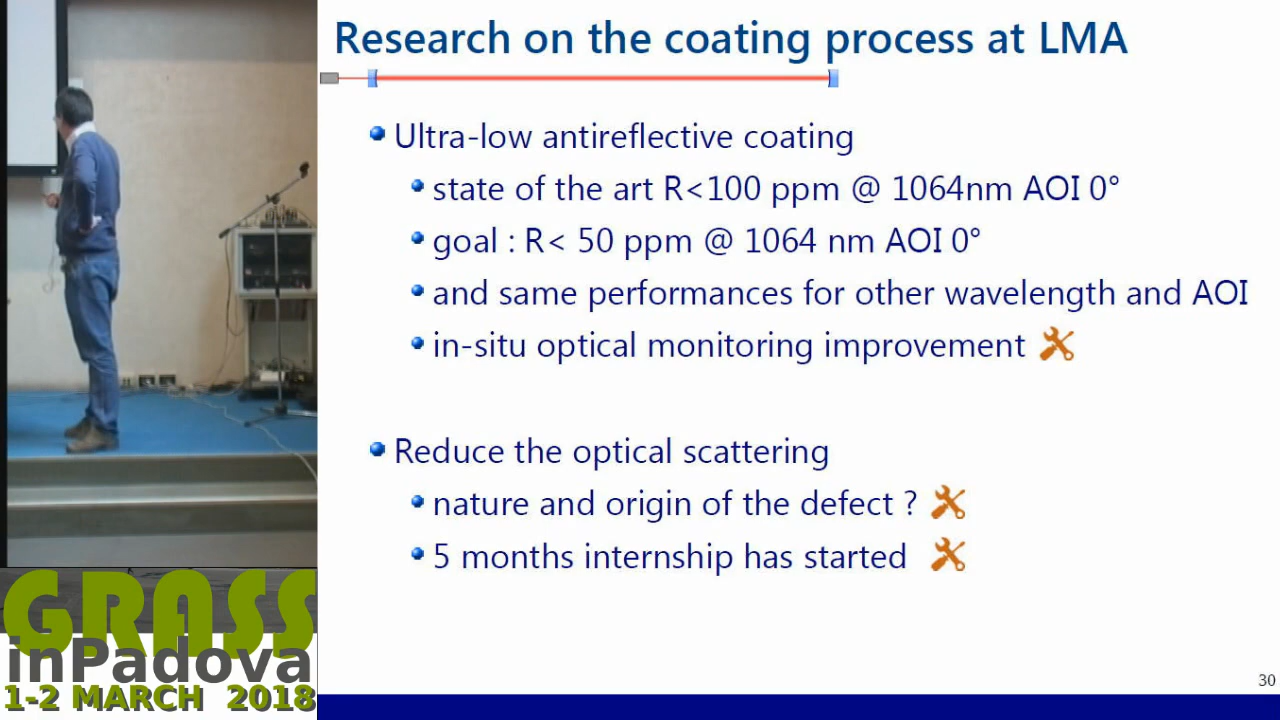 Research on the coating process at LMA
Ultra-low antireflective coating
state of the art R<100 ppm @ 1064nm AOI 0°
goal : R< 50 ppm @ 1064 nm AOI 0°
and same performances for other wavelength and AOI
in-situ optical monitoring improvement
Reduce the optical scattering
nature and origin of the defect ?
5 months internship has started
30
GRASS
inPadova
1-2 MARCH 2018